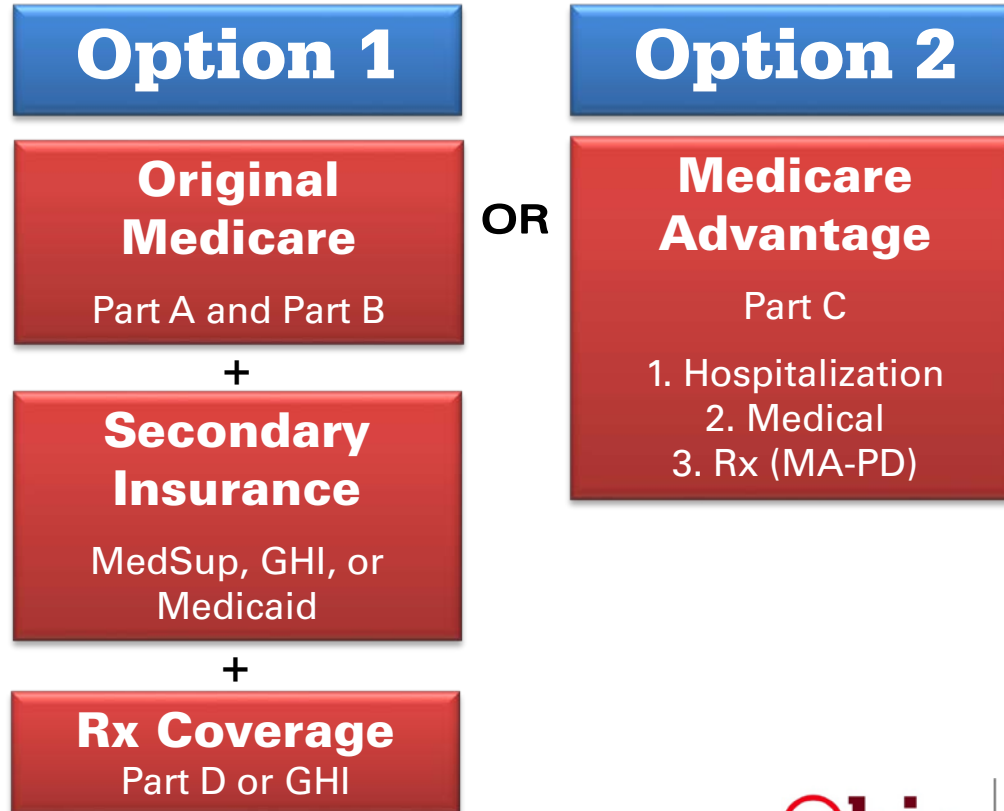 Option 1
Original
Medicare
Part A and Part B
+
Secondary
Insurance
MedSup, GHI, or
Medicaid
+
Rx Coverage
Part D or GHI
OR
Option 2
Medicare
Advantage
Part C
1. Hospitalization
2. Medical
3. Rx (MA-PD)